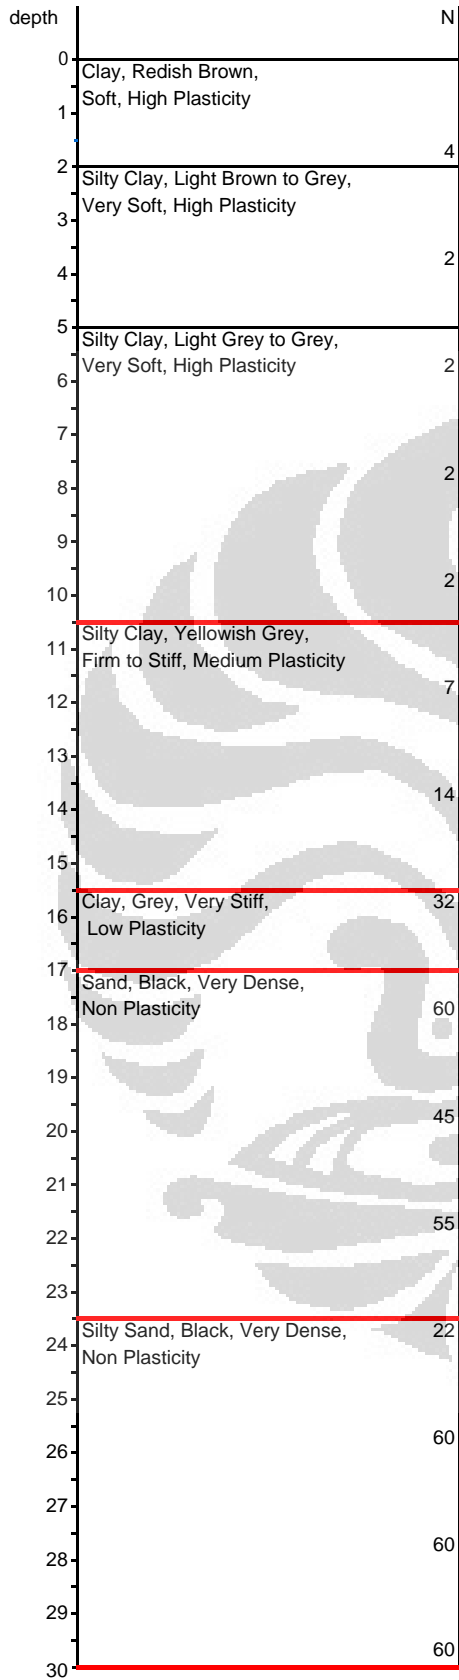 depth N
0
Clay, Redish Brown,
Soft, High Plasticity
1
4
2
Silty Clay, Light Brown to Grey,
Very Soft, High Plasticity
3
2
4
5
Silty Clay, Light Grey to Grey,
Very Soft, High Plasticity 2
6
7
2
8
9
2
10
Silty Clay, Yellowish Grey,
11
Firm to Stiff, Medium Plasticity
7
12
13
14
14
15
Clay, Grey, Very Stiff, 32
16
Low Plasticity
17
Sand, Black, Very Dense,
Non Plasticity 60
18
19
45
20
21
55
22
23
Silty Sand, Black, Very Dense, 22
24
Non Plasticity
25
60
26
27
60
28
29
60
30